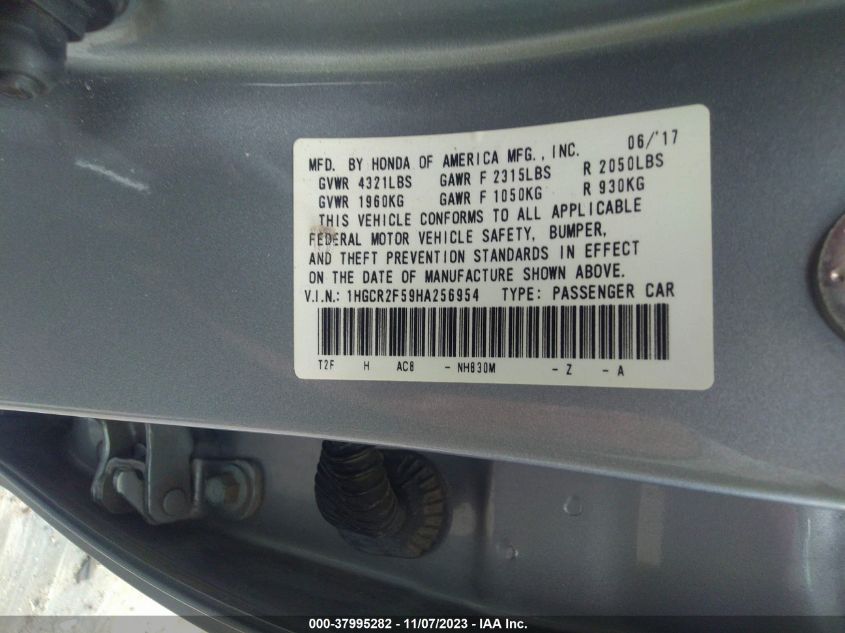 MFD. BY HONDA OF AMERICA MFG., INC. 06/'17
GVWR 4321LBS GAWR F 2315LBS R 2050LBS
GVWR 1960KG GAWR F 1050KG R 930KG
THIS VEHICLE CONFORMS TO ALL APPLICABLE
FEDERAL MOTOR VEHICLE SAFETY, BUMPER,
AND THEFT PREVENTION STANDARDS IN EFFECT
ON THE DATE OF MANUFACTURE SHOWN ABOVE.
V.I.N.: 1HGCR2F59HA256954 TYPE: PASSENGER CAR
T2F H AC8 - NH830M - Z - A
000-37995282 - 11/07/2023 - IAA Inc.